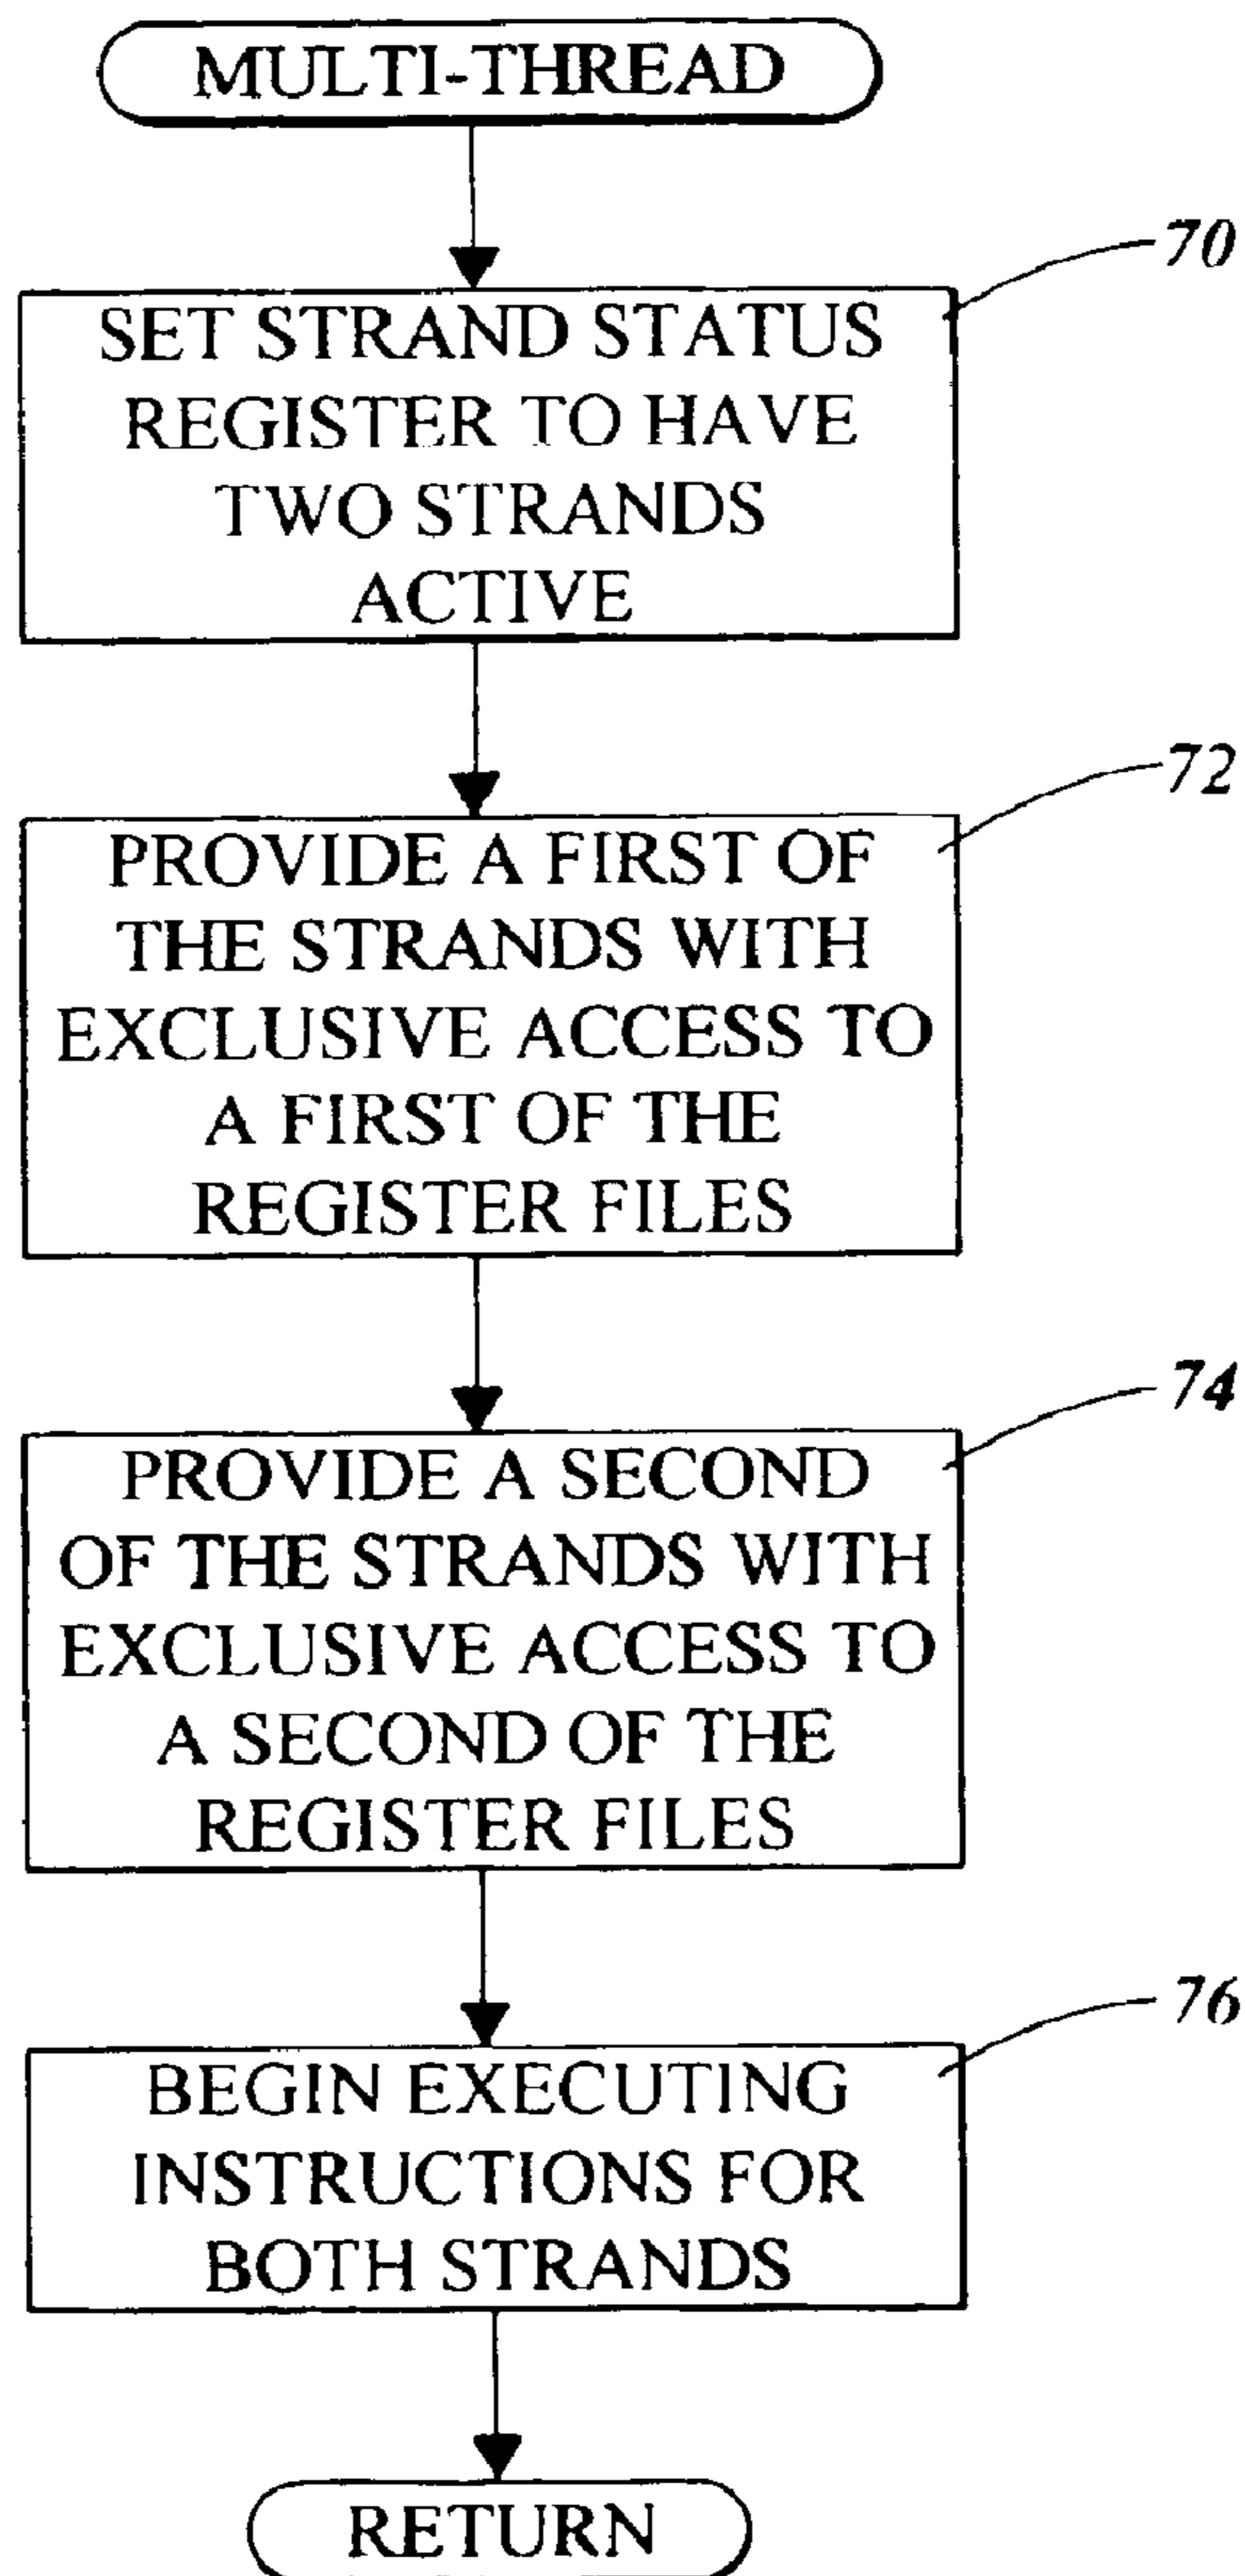 MULTI-THREAD
70
SET STRAND STATUS
REGISTER TO HAVE
TWO STRANDS
ACTIVE
72
PROVIDE A FIRST OF
THE STRANDS WITH
EXCLUSIVE ACCESS TO
A FIRST OF THE
REGISTER FILES
74
PROVIDE A SECOND
OF THE STRANDS WITH
EXCLUSIVE ACCESS TO
A SECOND OF THE
REGISTER FILES
76
BEGIN EXECUTING
INSTRUCTIONS FOR
BOTH STRANDS
RETURN